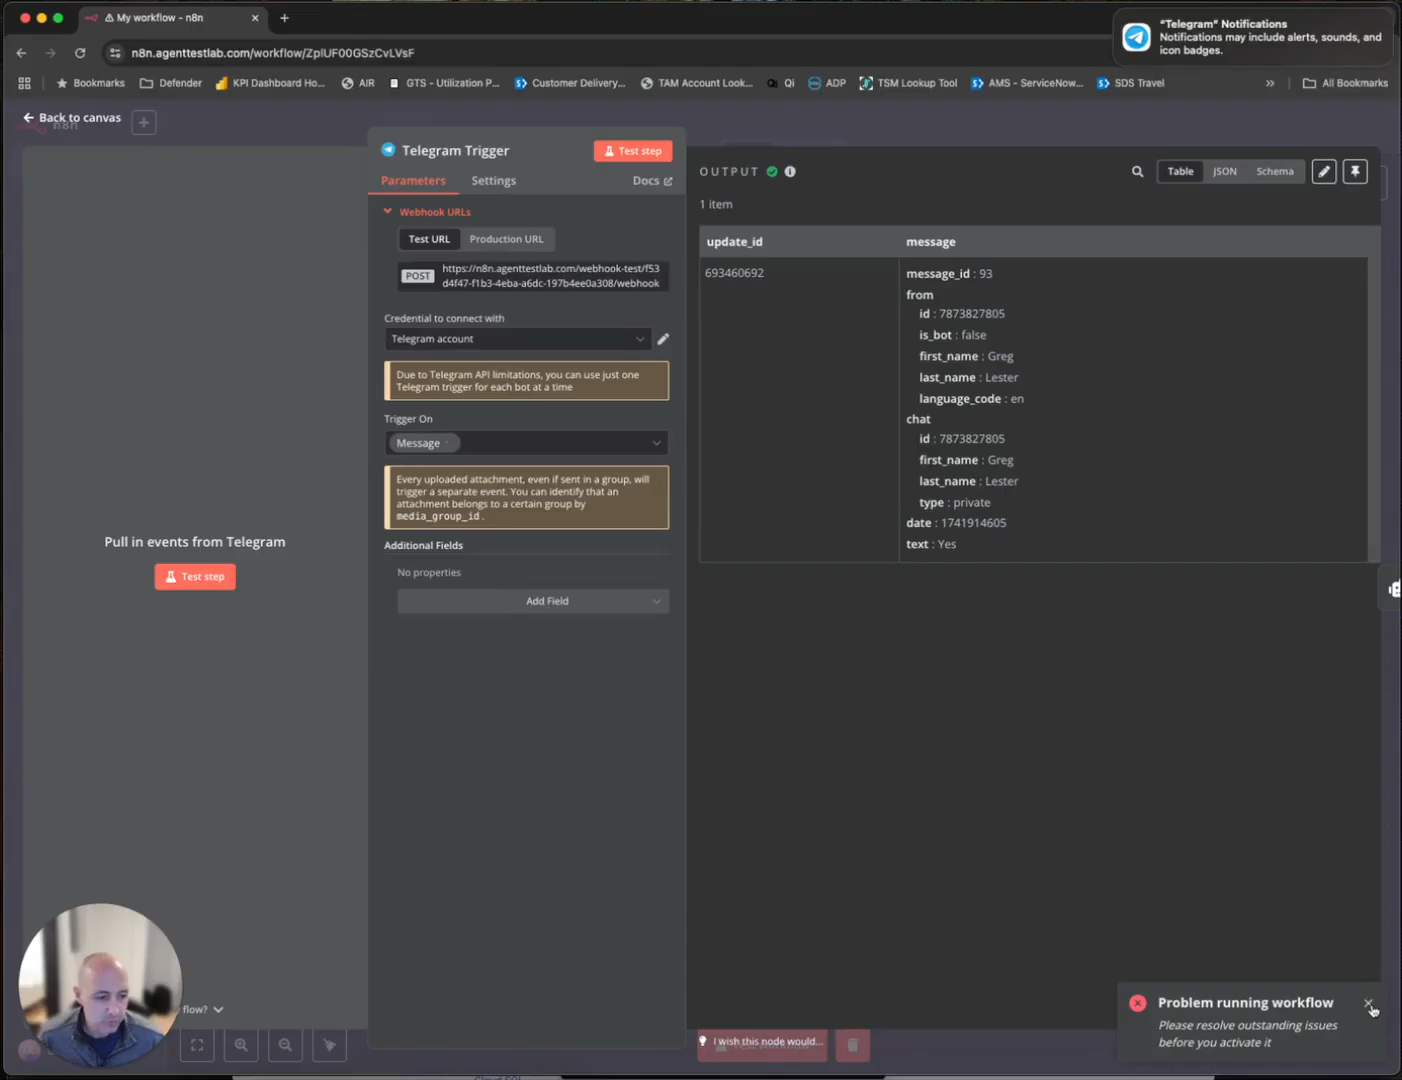 My workflow - n8n
n8n.agenttestlab.com/workflow/ZplUF00GSzCvLVsF
"Telegram" Notifications
Notifications may include alerts, sounds, and
icon badges.
Bookmarks
Defender
KPI Dashboard Ho...
AIR
GTS - Utilization P...
Customer Delivery...
TAM Account Look...
Qi
ADP
TSM Lookup Tool
AMS - ServiceNow...
SDS Travel
»
All Bookmarks
Back to canvas
n8n
Telegram Trigger
Test step
Parameters
Settings
Docs
Webhook URLs
Test URL
Production URL
POST
https://n8n.agenttestlab.com/webhook-test/f53
d4f47-f1b3-4eba-a6dc-197b4ee0a308/webhook
Credential to connect with
Telegram account
Due to Telegram API limitations, you can use just one
Telegram trigger for each bot at a time
Trigger On
Message
Every uploaded attachment, even if sent in a group, will
trigger a separate event. You can identify that an
attachment belongs to a certain group by
media_group_id .
Additional Fields
No properties
Add Field
Pull in events from Telegram
Test step
OUTPUT
Table
JSON
Schema
1 item
update_id
message
693460692
message_id : 93
from
id : 7873827805
is_bot : false
first_name : Greg
last_name : Lester
language_code : en
chat
id : 7873827805
first_name : Greg
last_name : Lester
type : private
date : 1741914605
text : Yes
flow?
I wish this node would...
Problem running workflow
Please resolve outstanding issues
before you activate it